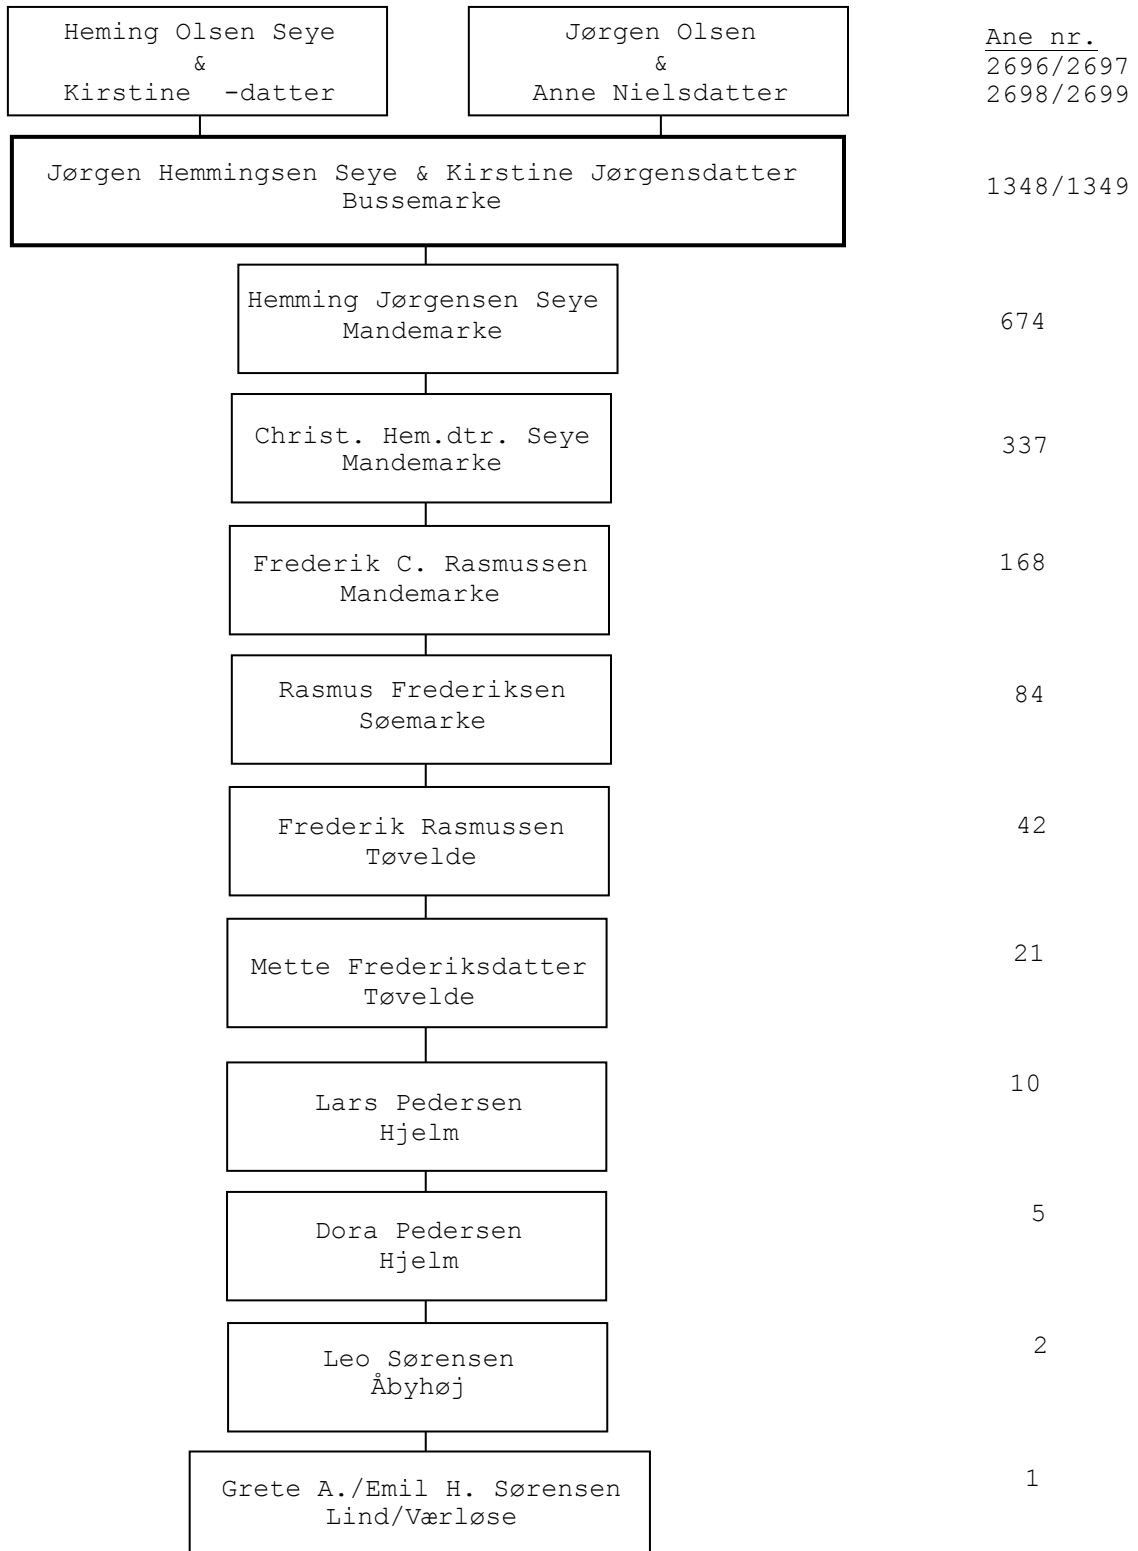 Heming Olsen Seye
&
Kirstine -datter
Jørgen Olsen
&
Anne Nielsdatter
Ane nr.
2696/2697
2698/2699
Jørgen Hemmingsen Seye & Kirstine Jørgensdatter
Bussemarke
1348/1349
Hemming Jørgensen Seye
Mandemarke
674
Christ. Hem.dtr. Seye
Mandemarke
337
Frederik C. Rasmussen
Mandemarke
168
Rasmus Frederiksen
Søemarke
84
Frederik Rasmussen
Tøvelde
42
Mette Frederiksdatter
Tøvelde
21
Lars Pedersen
Hjelm
10
Dora Pedersen
Hjelm
5
Leo Sørensen
Åbyhøj
2
Grete A./Emil H. Sørensen
Lind/Værløse
1